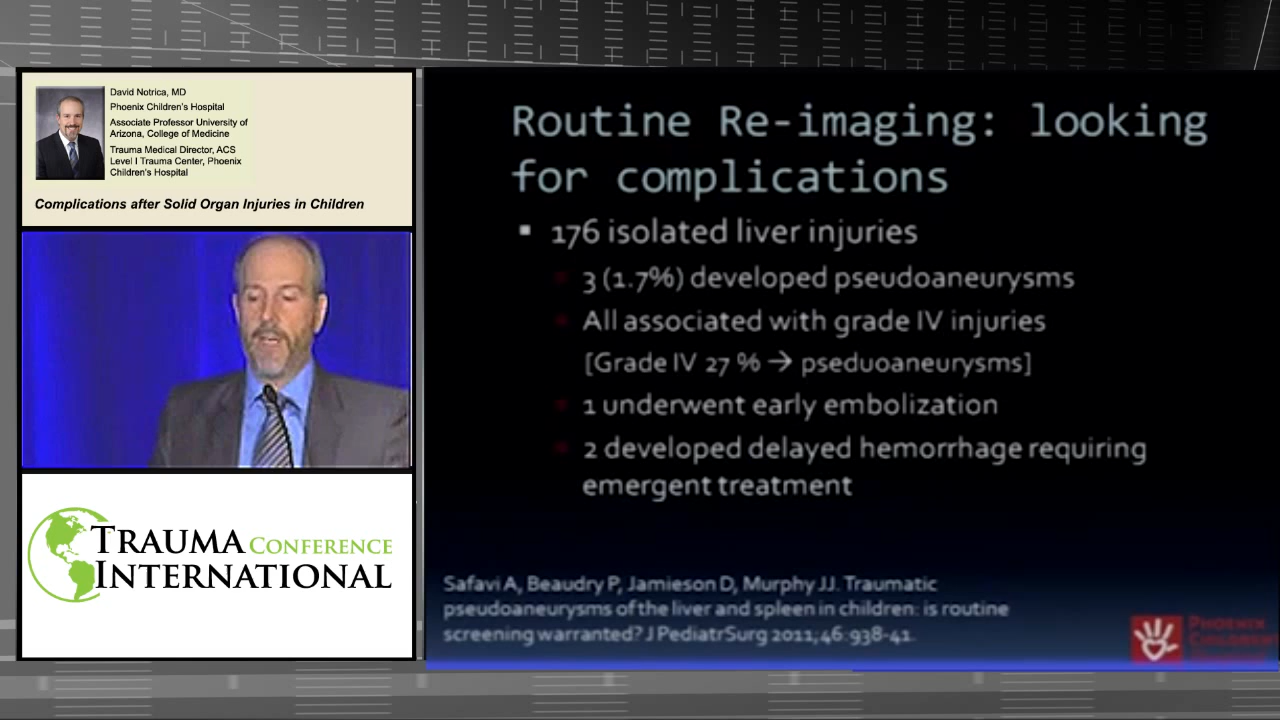 David Notrica, MD
Phoenix Children's Hospital
Associate Professor University of
Arizona, College of Medicine
Trauma Medical Director, ACS
Level I Trauma Center, Phoenix
Children's Hospital
Complications after Solid Organ Injuries in Children
TRAUMA CONFERENCE
INTERNATIONAL
Routine Re-imaging: looking
for complications
▪ 176 isolated liver injuries
▪ 3 (1.7%) developed pseudoaneurysms
▪ All associated with grade IV injuries
[Grade IV 27 % → pseduoaneurysms]
▪ 1 underwent early embolization
▪ 2 developed delayed hemorrhage requiring
emergent treatment
Safavi A, Beaudry P, Jamieson D, Murphy JJ. Traumatic
pseudoaneurysms of the liver and spleen in children: is routine
screening warranted? J PediatrSurg 2011;46:938-41.
PHOENIX